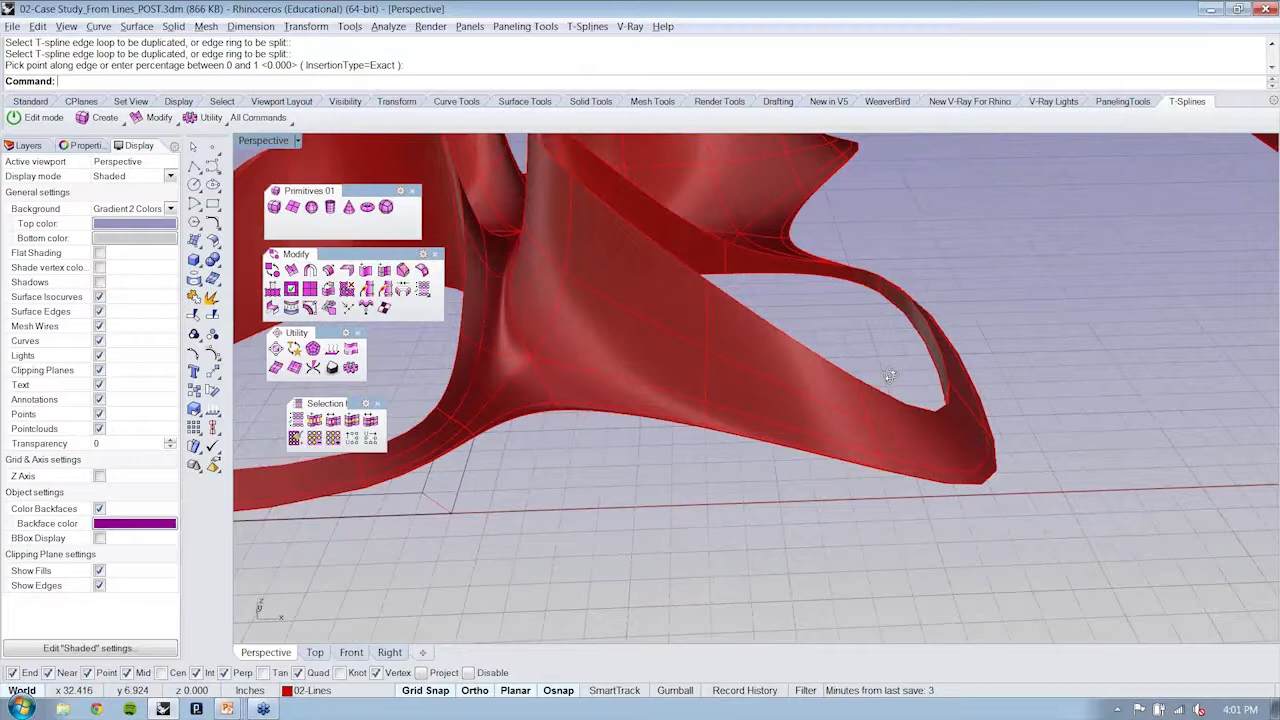 02-Case Study_From Lines_POST.3dm (866 KB) - Rhinoceros (Educational) (64-bit) - [Perspective]
File Edit View Curve Surface Solid Mesh Dimension Transform Tools Analyze Render Panels Paneling Tools T-Splines V-Ray Help
Select T-spline edge loop to be duplicated, or edge ring to be split::
Select T-spline edge loop to be duplicated, or edge ring to be split::
Pick point along edge or enter percentage between 0 and 1 <0.000> ( InsertionType=Exact ):
Command:
Standard CPlanes Set View Display Select Viewport Layout Visibility Transform Curve Tools Surface Tools Solid Tools Mesh Tools Render Tools Drafting New in V5 WeaverBird New V-Ray For Rhino V-Ray Lights PanelingTools T-Splines
Edit mode Create Modify Utility All Commands
Layers Properti... Display
Perspective
Active viewport Perspective
Display mode Shaded
General settings
Background Gradient 2 Colors
Top color:
Bottom color:
Flat Shading
Shade vertex colo...
Shadows
Surface Isocurves
Surface Edges
Mesh Wires
Curves
Lights
Clipping Planes
Text
Annotations
Points
Pointclouds
Transparency 0
Grid & Axis settings
Z Axis
Object settings
Color Backfaces
Backface color
BBox Display
Clipping Plane settings
Show Fills
Show Edges
Edit "Shaded" settings...
Primitives 01
Modify
Utility
Selection
z
y
x
Perspective Top Front Right
End Near Point Mid Cen Int Perp Tan Quad Knot Vertex Project Disable
World x 32.416 y 6.924 z 0.000 Inches 02-Lines Grid Snap Ortho Planar Osnap SmartTrack Gumball Record History Filter Minutes from last save: 3
4:01 PM